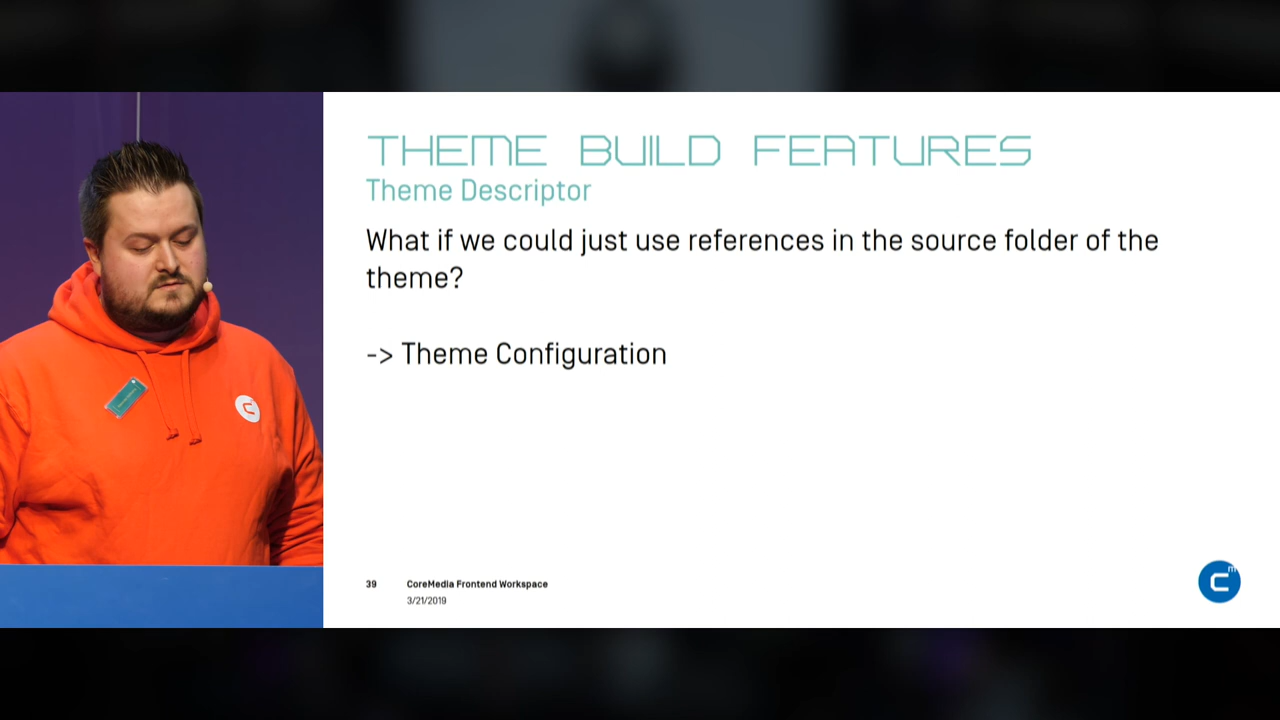 THEME BUILD FEATURES
Theme Descriptor
What if we could just use references in the source folder of the
theme?
-> Theme Configuration
39 CoreMedia Frontend Workspace
3/21/2019